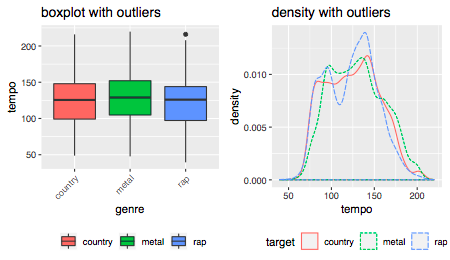 boxplot with outliers
tempo
200
150
100
50
country
metal
rap
genre
country metal rap
density with outliers
density
0.010
0.005
0.000
50 100 150 200
tempo
target country metal rap